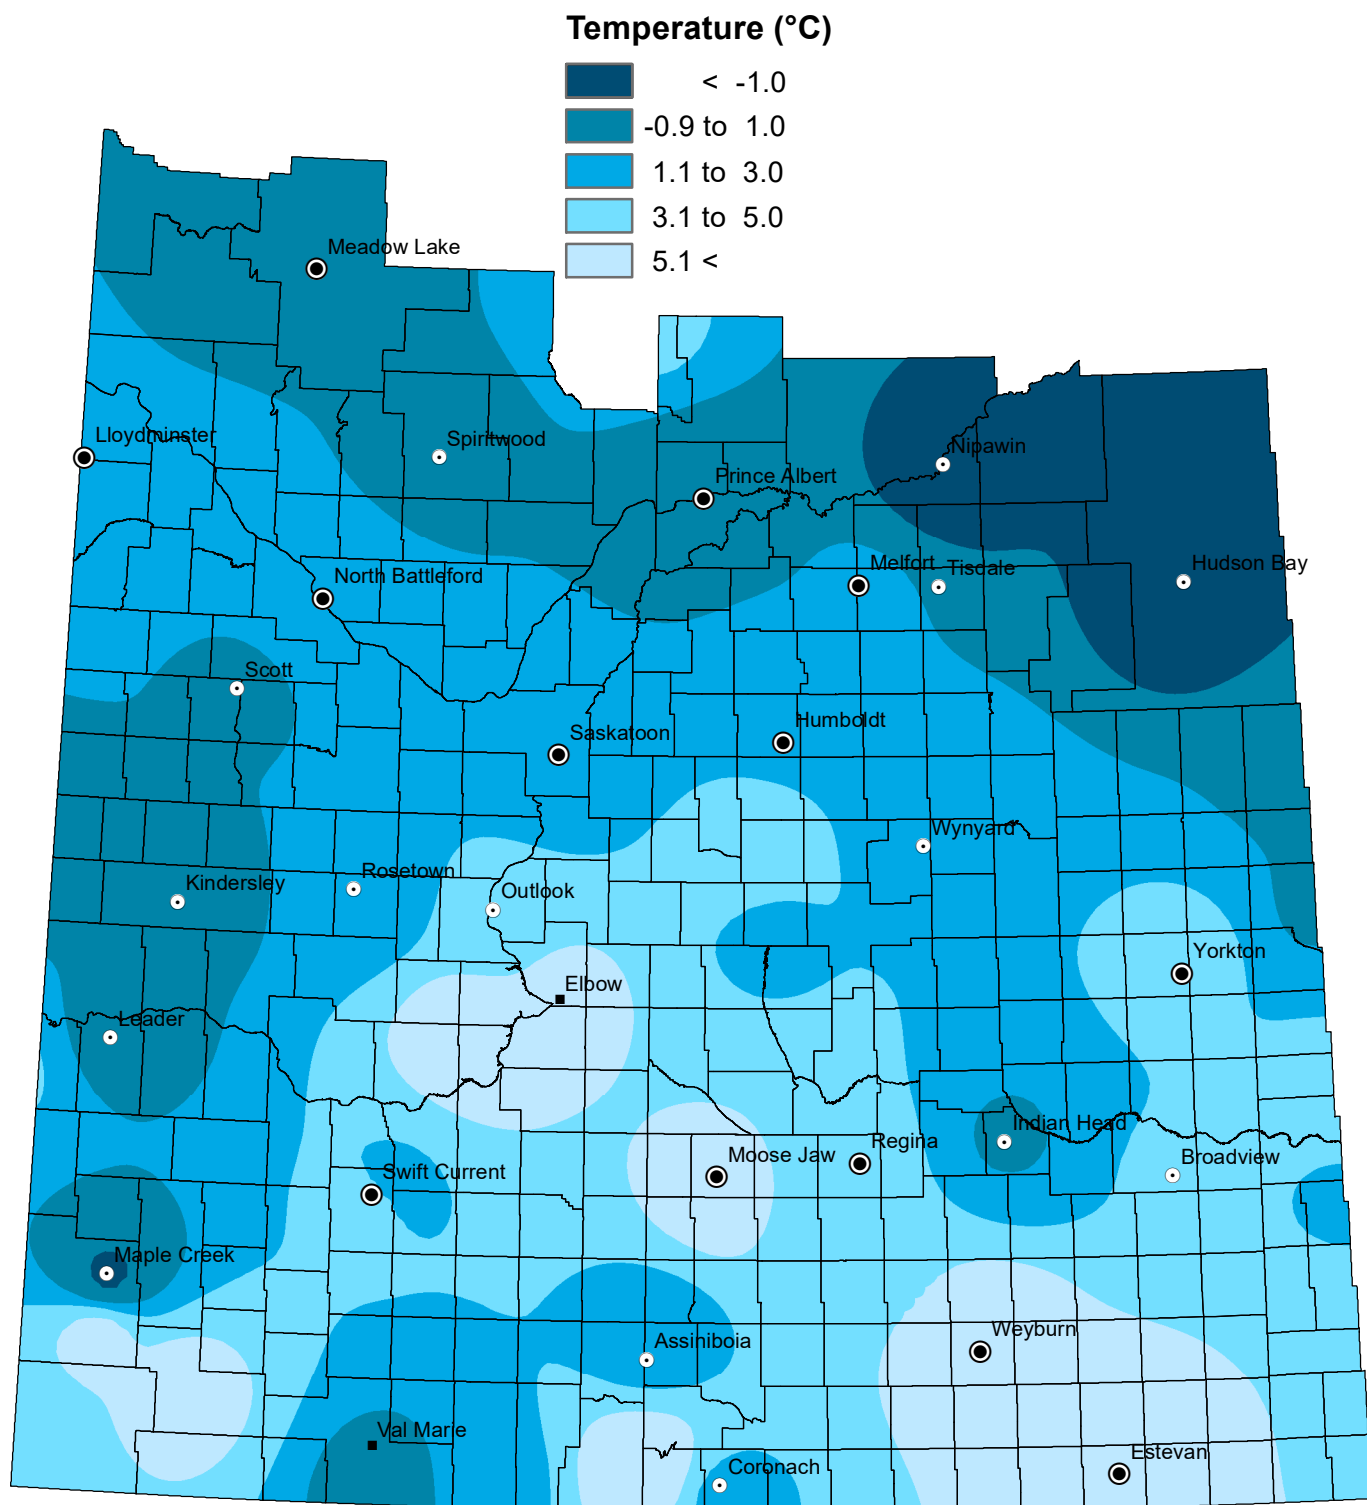 Temperature (°C)
< -1.0
-0.9 to 1.0
1.1 to 3.0
3.1 to 5.0
5.1 <
Meadow Lake
Lloydminster
Spiritwood
Nipawin
Prince Albert
Hudson Bay
Melfort
Tisdale
North Battleford
Scott
Humboldt
Saskatoon
Wynyard
Rosetown
Kindersley
Outlook
Yorkton
Elbow
Leader
Indian Head
Regina
Moose Jaw
Broadview
Swift Current
Maple Creek
Weyburn
Assiniboia
Val Marie
Estevan
Coronach